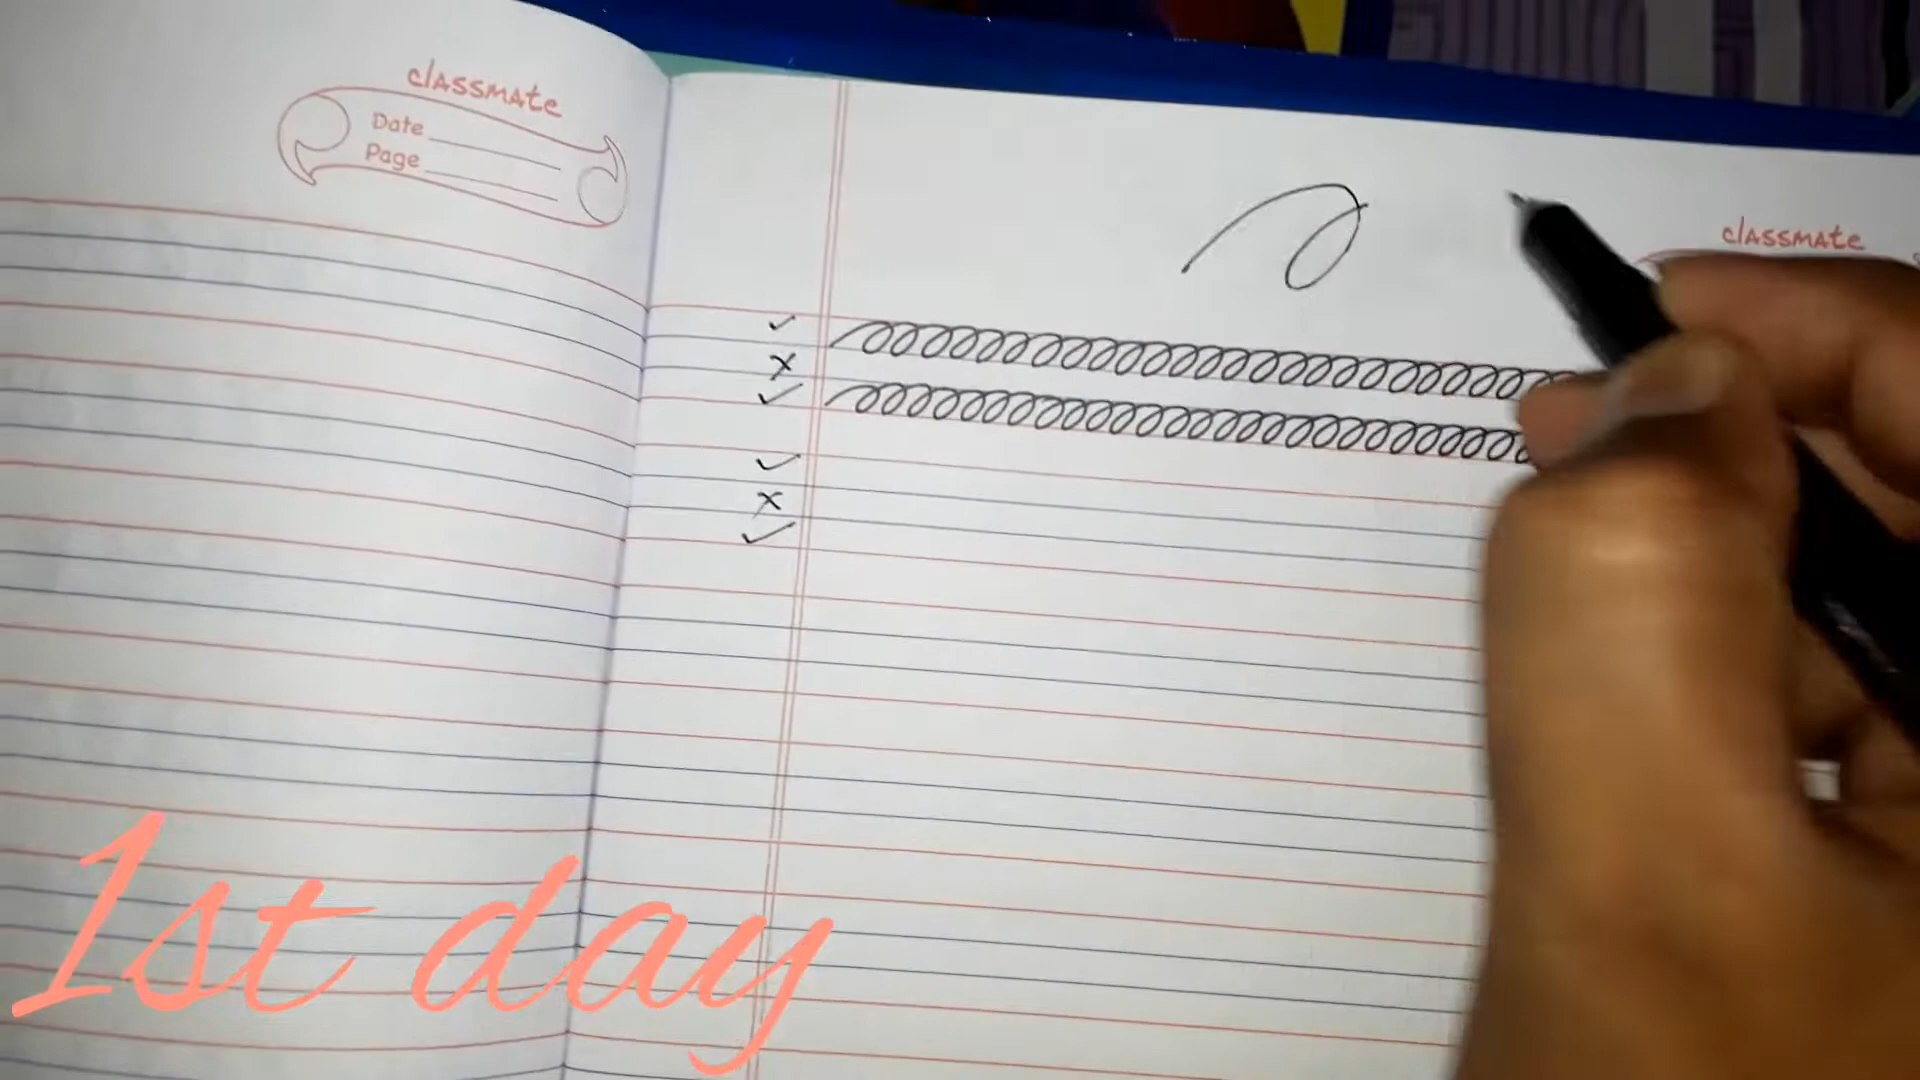 classmate
Date
Page
classmate
✓
x
✓
✓
x
✓
1st day